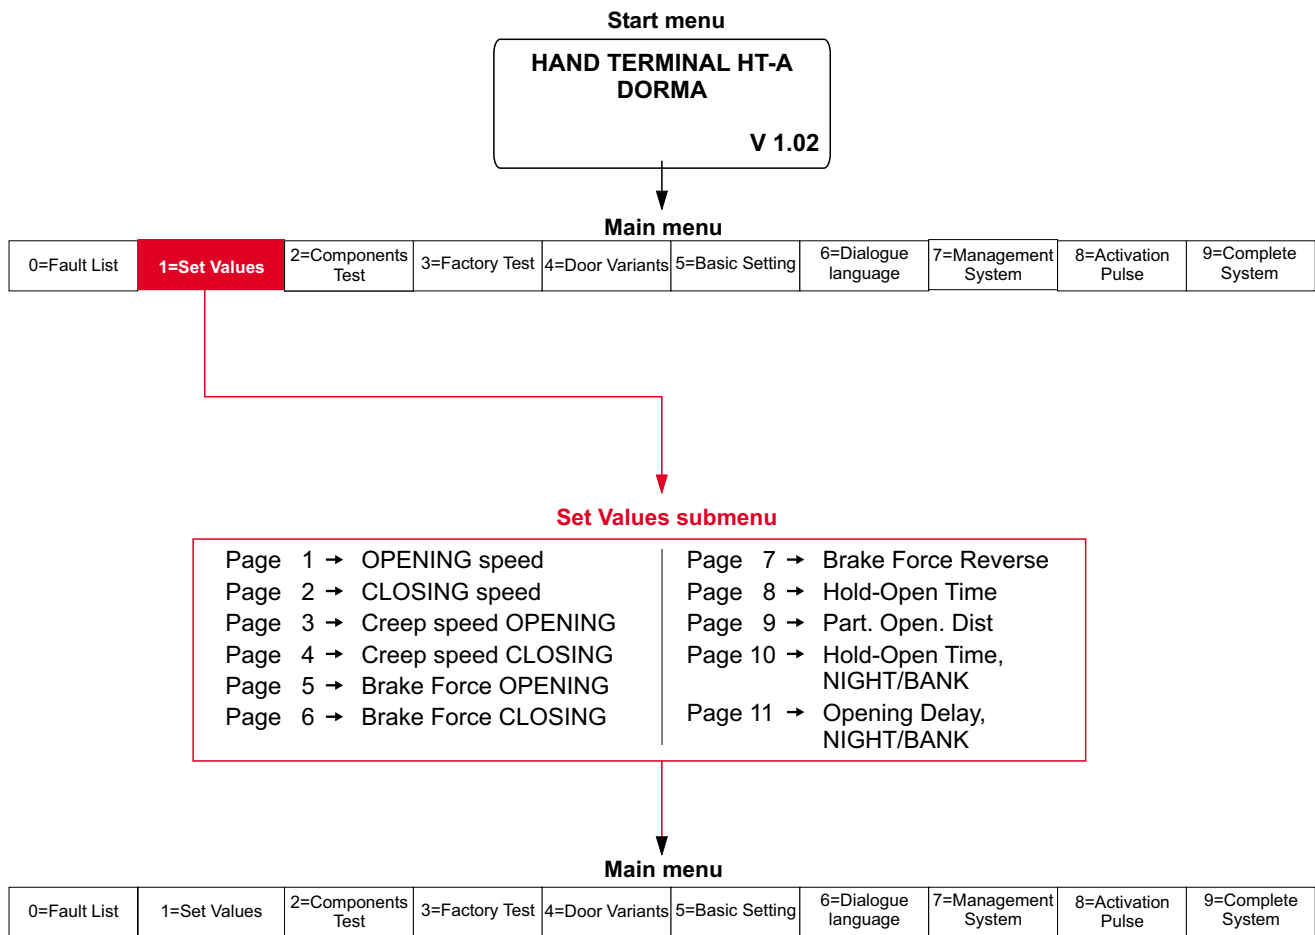 Start menu
HAND TERMINAL HT-A
DORMA
V 1.02
Main menu
0=Fault List
1=Set Values
2=Components
Test
3=Factory Test
4=Door Variants
5=Basic Setting
6=Dialogue
language
7=Management
System
8=Activation
Pulse
9=Complete
System
Set Values submenu
Page 1 → OPENING speed
Page 2 → CLOSING speed
Page 3 → Creep speed OPENING
Page 4 → Creep speed CLOSING
Page 5 → Brake Force OPENING
Page 6 → Brake Force CLOSING
Page 7 → Brake Force Reverse
Page 8 → Hold-Open Time
Page 9 → Part. Open. Dist
Page 10 → Hold-Open Time,
NIGHT/BANK
Page 11 → Opening Delay,
NIGHT/BANK
Main menu
0=Fault List
1=Set Values
2=Components
Test
3=Factory Test
4=Door Variants
5=Basic Setting
6=Dialogue
language
7=Management
System
8=Activation
Pulse
9=Complete
System